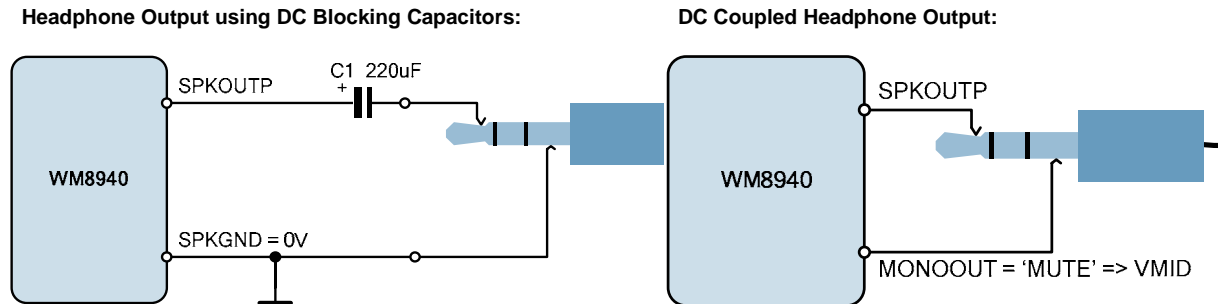 Headphone Output using DC Blocking Capacitors:
SPKOUTP
C1 220uF
+
WM8940
SPKGND = 0V
DC Coupled Headphone Output:
SPKOUTP
WM8940
MONOOUT = ‘MUTE’ => VMID